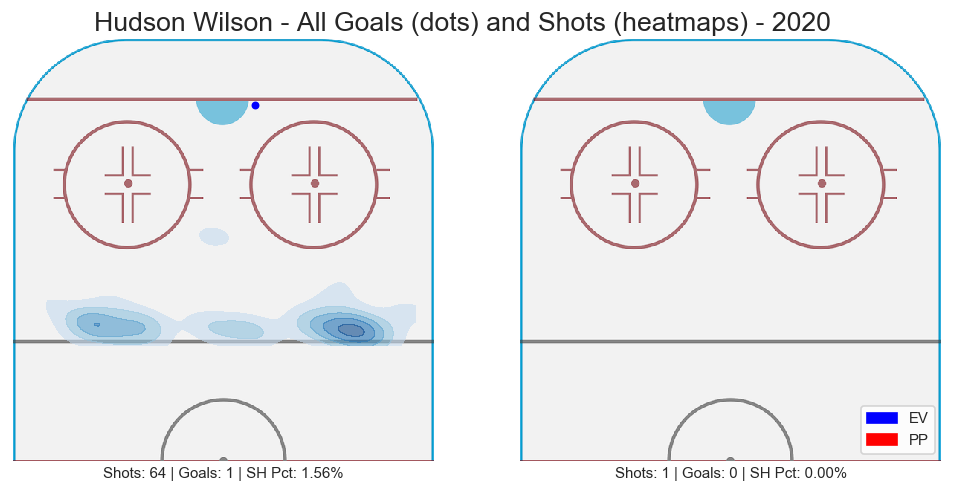 Hudson Wilson - All Goals (dots) and Shots (heatmaps) - 2020
EV
PP
Shots: 64 | Goals: 1 | SH Pct: 1.56%
Shots: 1 | Goals: 0 | SH Pct: 0.00%